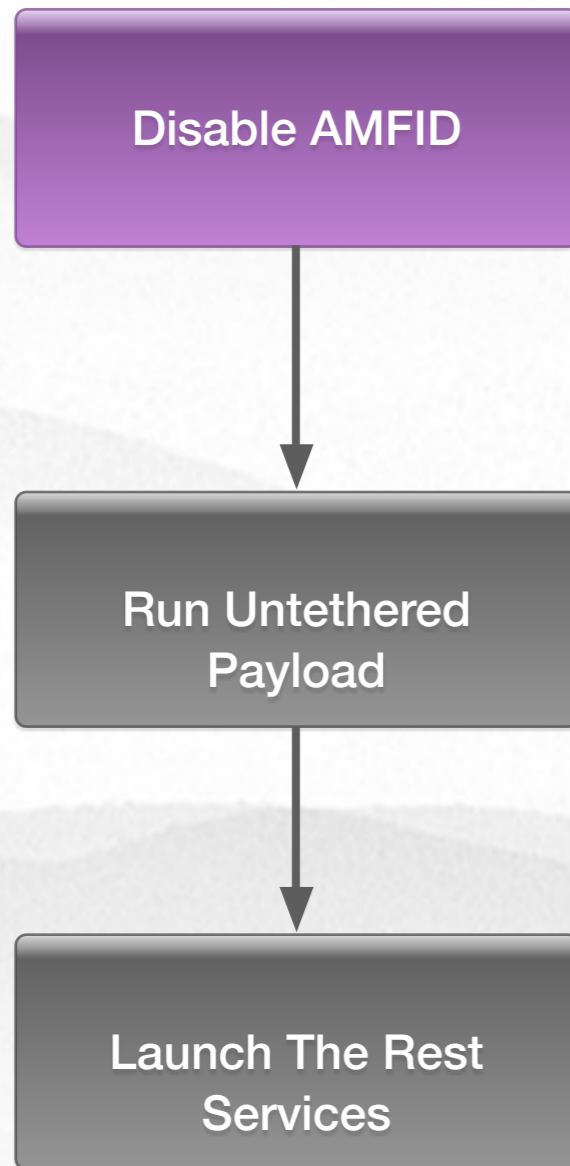 Disable AMFID
Run Untethered
Payload
Launch The Rest
Services